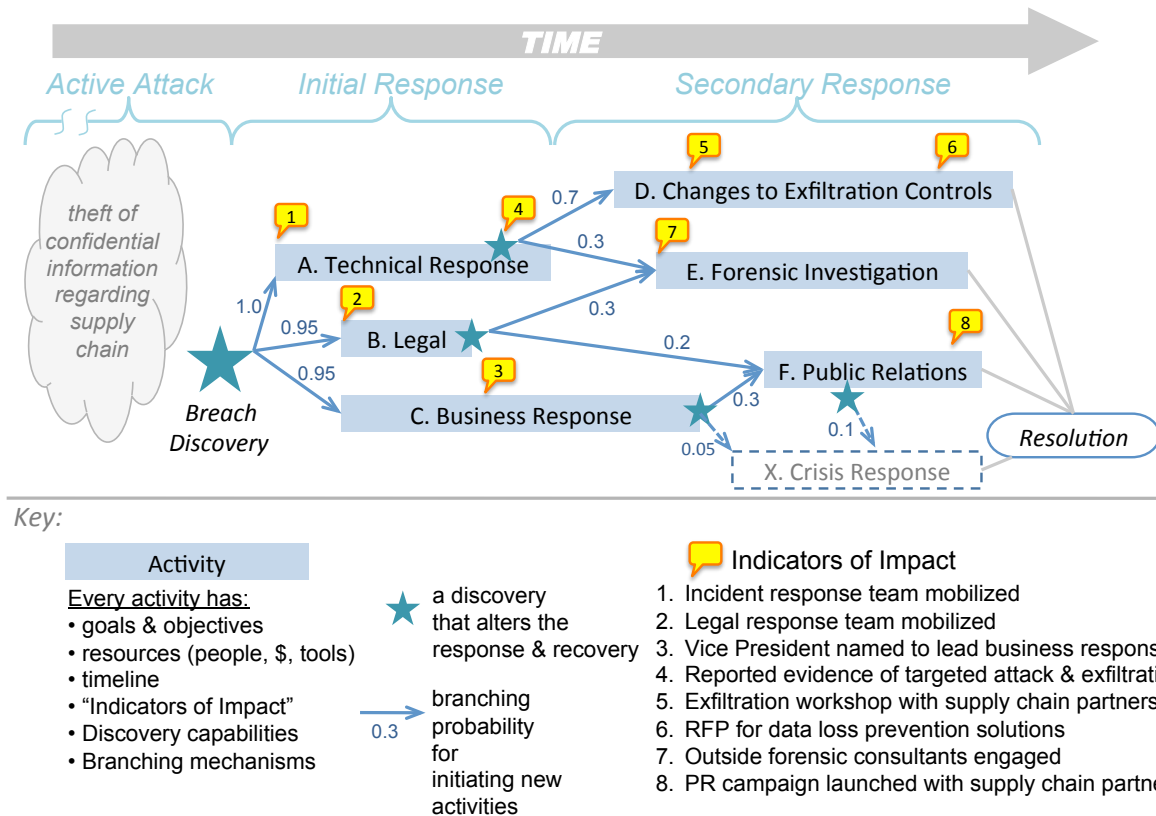 TIME
Active Attack
Initial Response
Secondary Response
theft of
confidential
information
regarding
supply
chain
Breach
Discovery
1.0
0.95
0.95
1
A. Technical Response
4
2
B. Legal
3
C. Business Response
0.7
0.3
0.3
0.2
0.3
0.05
5
6
D. Changes to Exfiltration Controls
7
E. Forensic Investigation
8
F. Public Relations
0.1
X. Crisis Response
Resolution
Key:
Activity
Every activity has:
• goals & objectives
• resources (people, $, tools)
• timeline
• “Indicators of Impact”
• Discovery capabilities
• Branching mechanisms
a discovery
that alters the
response & recovery
0.3
branching
probability
for
initiating new
activities
Indicators of Impact
1. Incident response team mobilized
2. Legal response team mobilized
3. Vice President named to lead business respons
4. Reported evidence of targeted attack & exfiltrati
5. Exfiltration workshop with supply chain partners
6. RFP for data loss prevention solutions
7. Outside forensic consultants engaged
8. PR campaign launched with supply chain partne